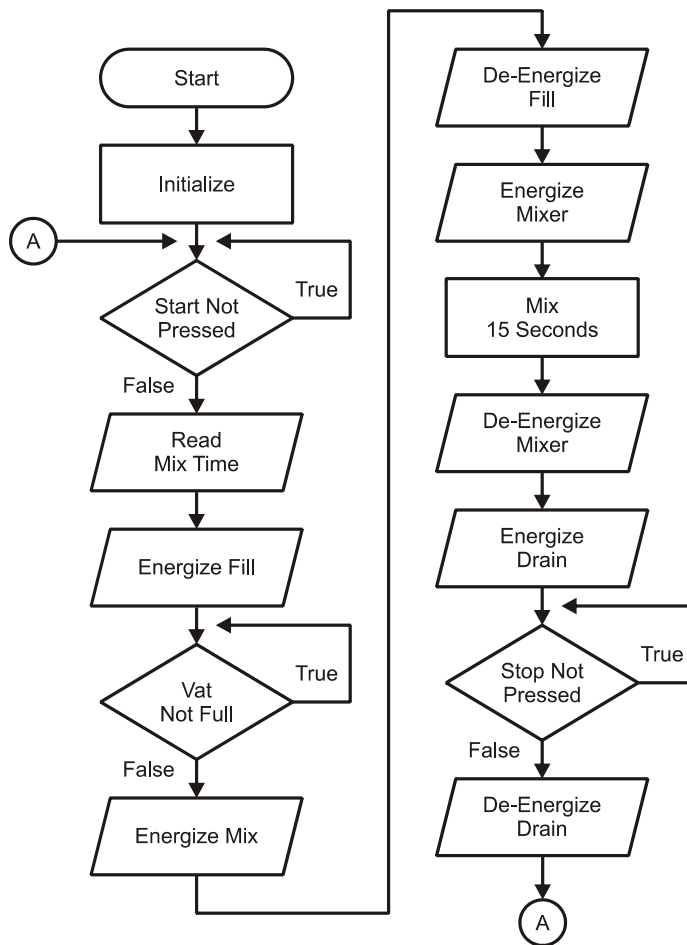 Start
Initialize
A
Start Not
Pressed
True
False
Read
Mix Time
Energize Fill
Vat
Not Full
True
False
Energize Mix
De-Energize
Fill
Energize
Mixer
Mix
15 Seconds
De-Energize
Mixer
Energize
Drain
Stop Not
Pressed
True
False
De-Energize
Drain
A